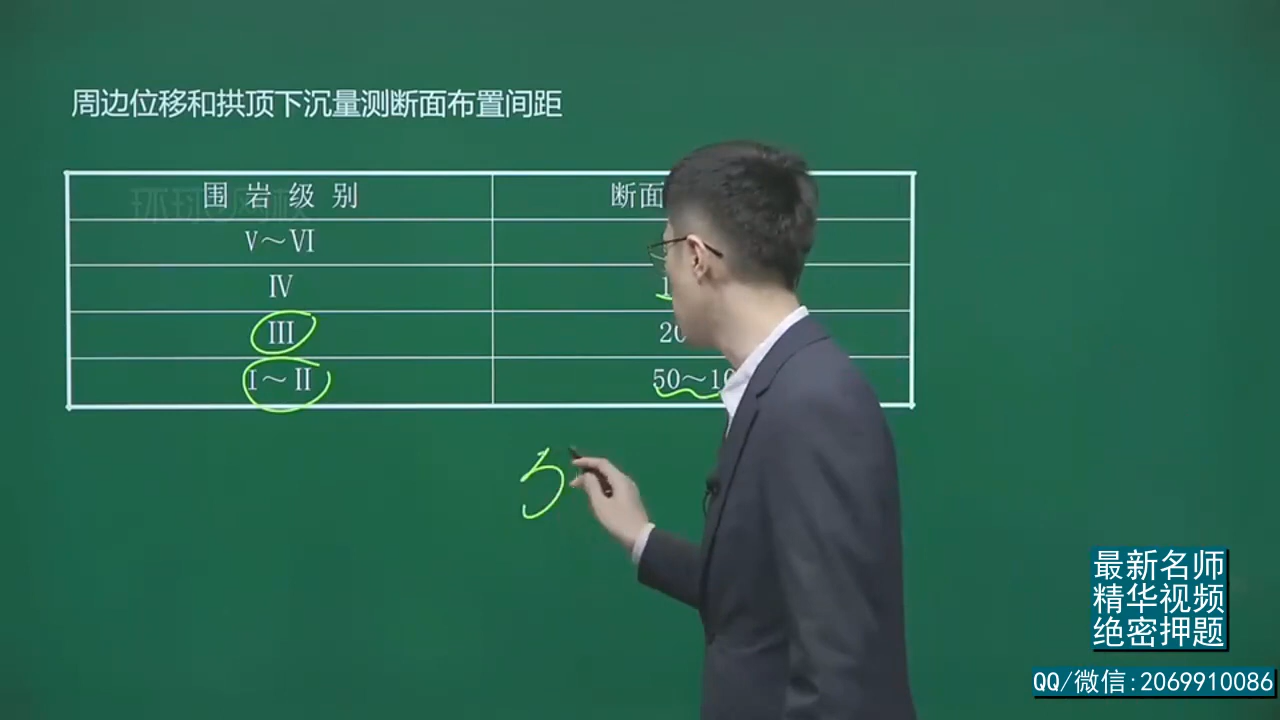 周边位移和拱顶下沉量测断面布置间距
围 岩 级 别 断面
Ⅴ～Ⅵ
Ⅳ 1
Ⅲ 20
Ⅰ～Ⅱ 50～10
5
最新名师
精华视频
绝密押题
QQ/微信:2069910086